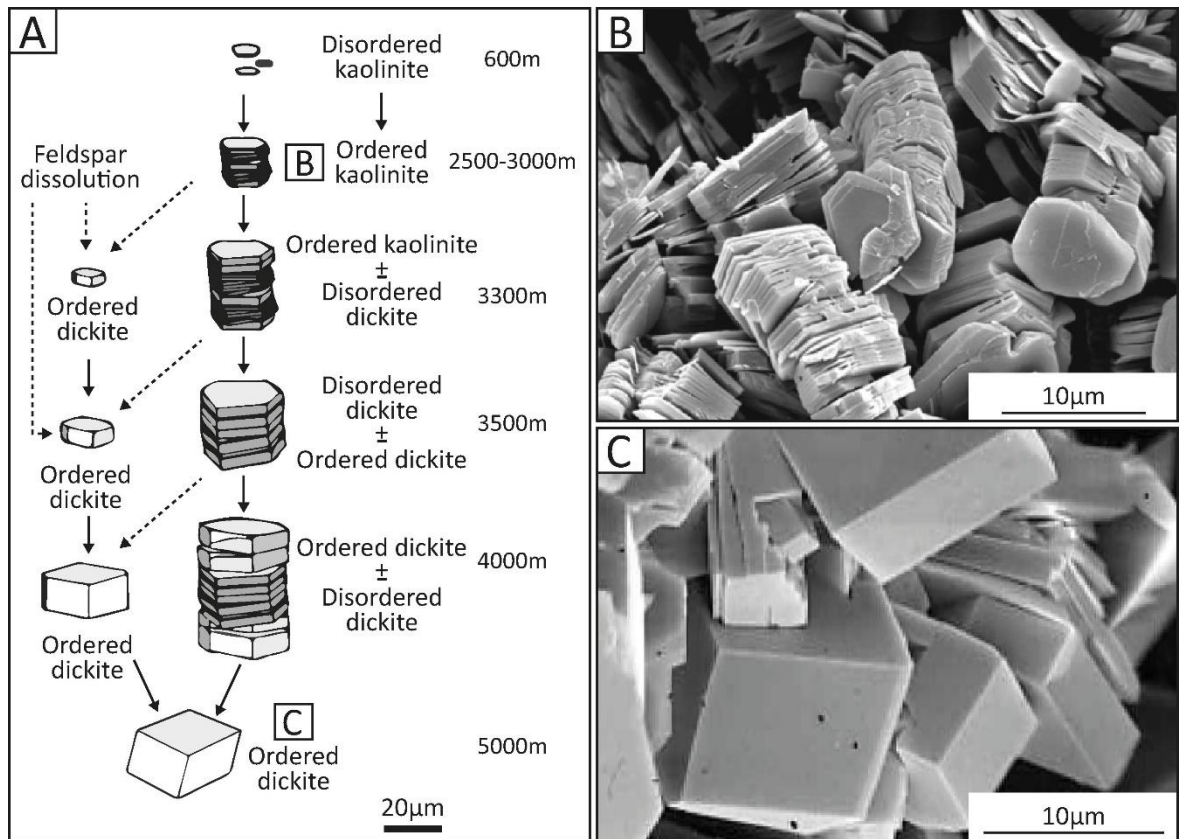 A
Disordered
kaolinite
600m
Feldspar
dissolution
B
Ordered
kaolinite
2500-3000m
Ordered kaolinite
±
Disordered
dickite
3300m
Ordered
dickite
Disordered
dickite
±
Ordered dickite
3500m
Ordered
dickite
Ordered dickite
±
Disordered
dickite
4000m
Ordered
dickite
C
Ordered
dickite
5000m
20µm
B
10µm
C
10µm